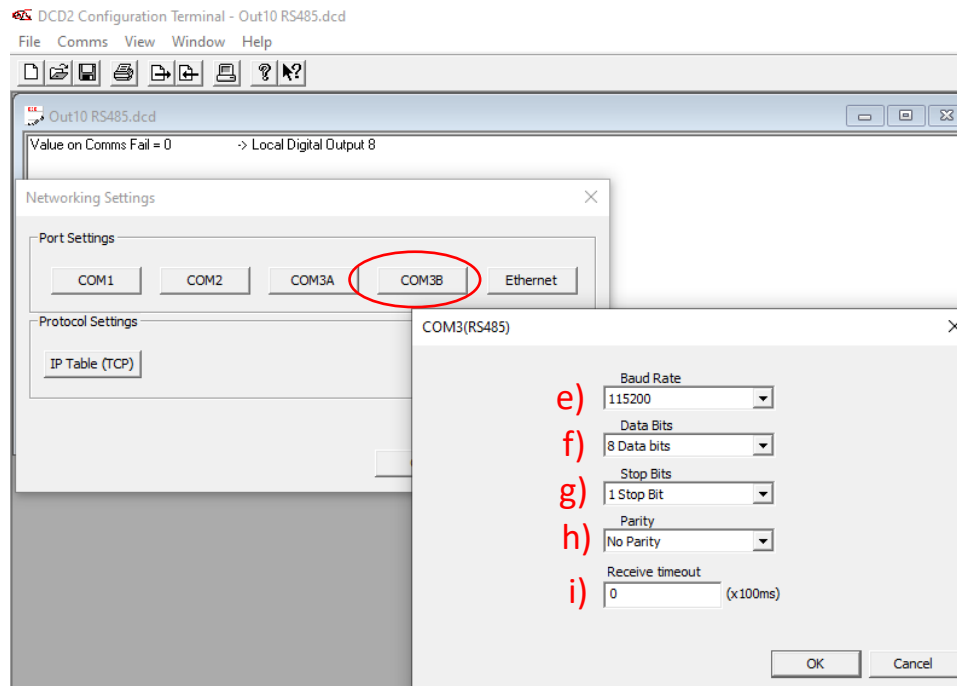 DCD2 Configuration Terminal - Out10 RS485.dcd
File Comms View Window Help
Out10 RS485.dcd
Value on Comms Fail = 0 -> Local Digital Output 8
Networking Settings
Port Settings
COM1 COM2 COM3A COM3B Ethernet
Protocol Settings
IP Table (TCP)
COM3(RS485)
Baud Rate
e) 115200
Data Bits
f) 8 Data bits
Stop Bits
g) 1 Stop Bit
Parity
h) No Parity
Receive timeout
i) 0 (x100ms)
OK Cancel